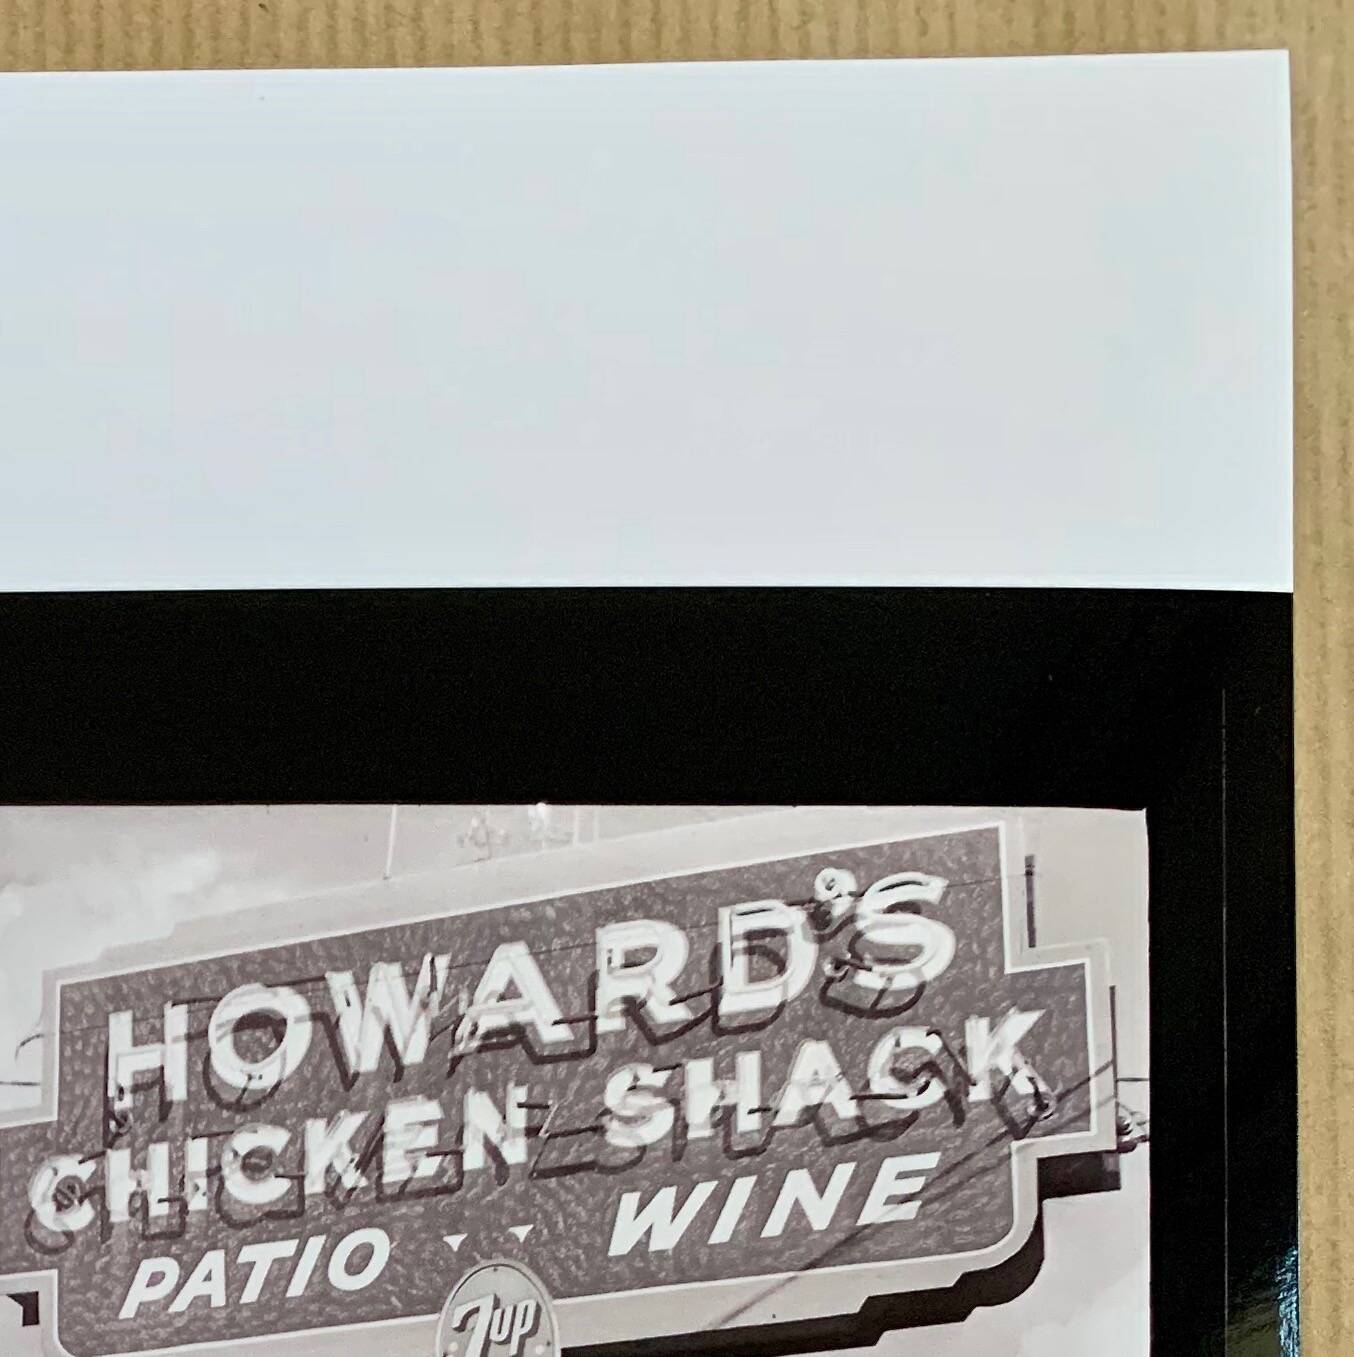 HOWARD'S
CHICKEN SHACK
PATIO WINE
7up